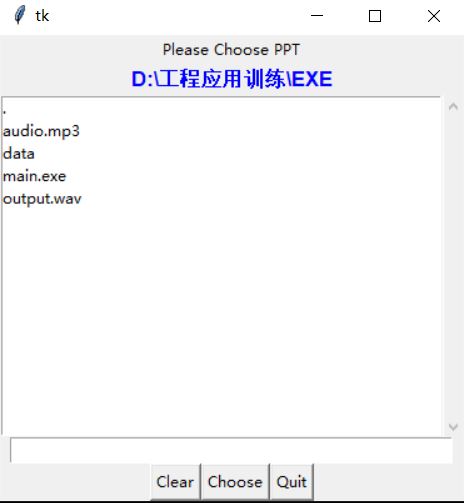 tk
Please Choose PPT
D:\工程应用训练\EXE
.
audio.mp3
data
main.exe
output.wav
Clear Choose Quit